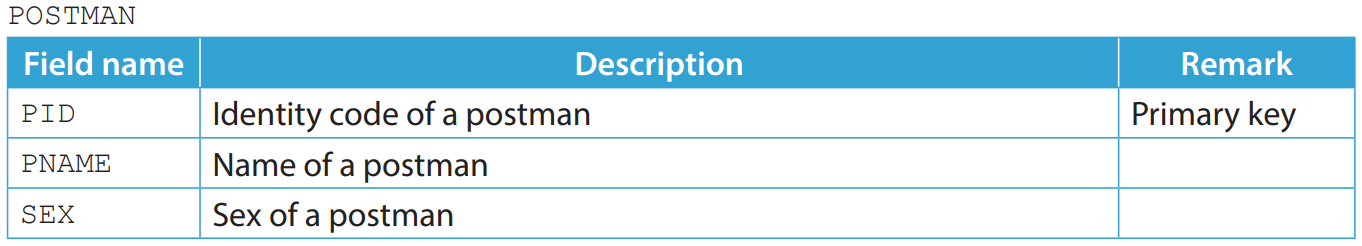 POSTMAN
Field name Description Remark
PID Identity code of a postman Primary key
PNAME Name of a postman
SEX Sex of a postman